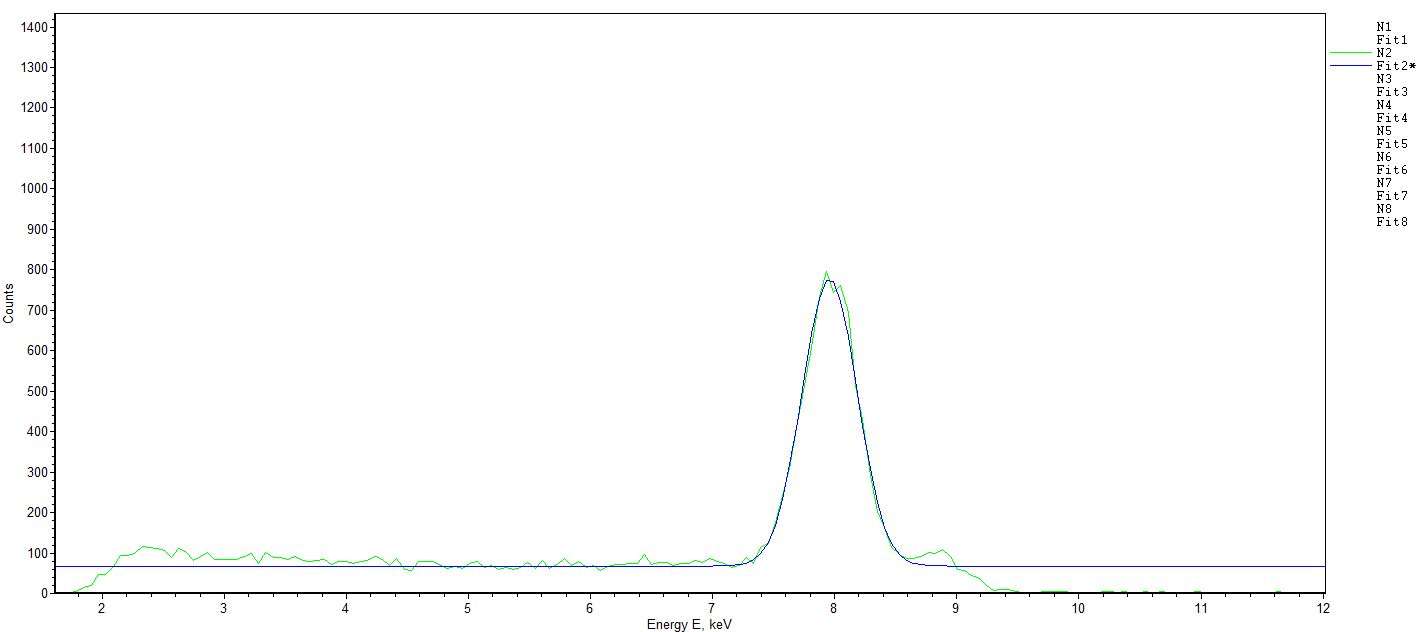 1400
1300
1200
1100
1000
900
800
700
600
500
400
300
200
100
0
Counts
2 3 4 5 6 7 8 9 10 11 12
Energy E, keV
N1
Fit1
N2
Fit2*
N3
Fit3
N4
Fit4
N5
Fit5
N6
Fit6
N7
Fit7
N8
Fit8